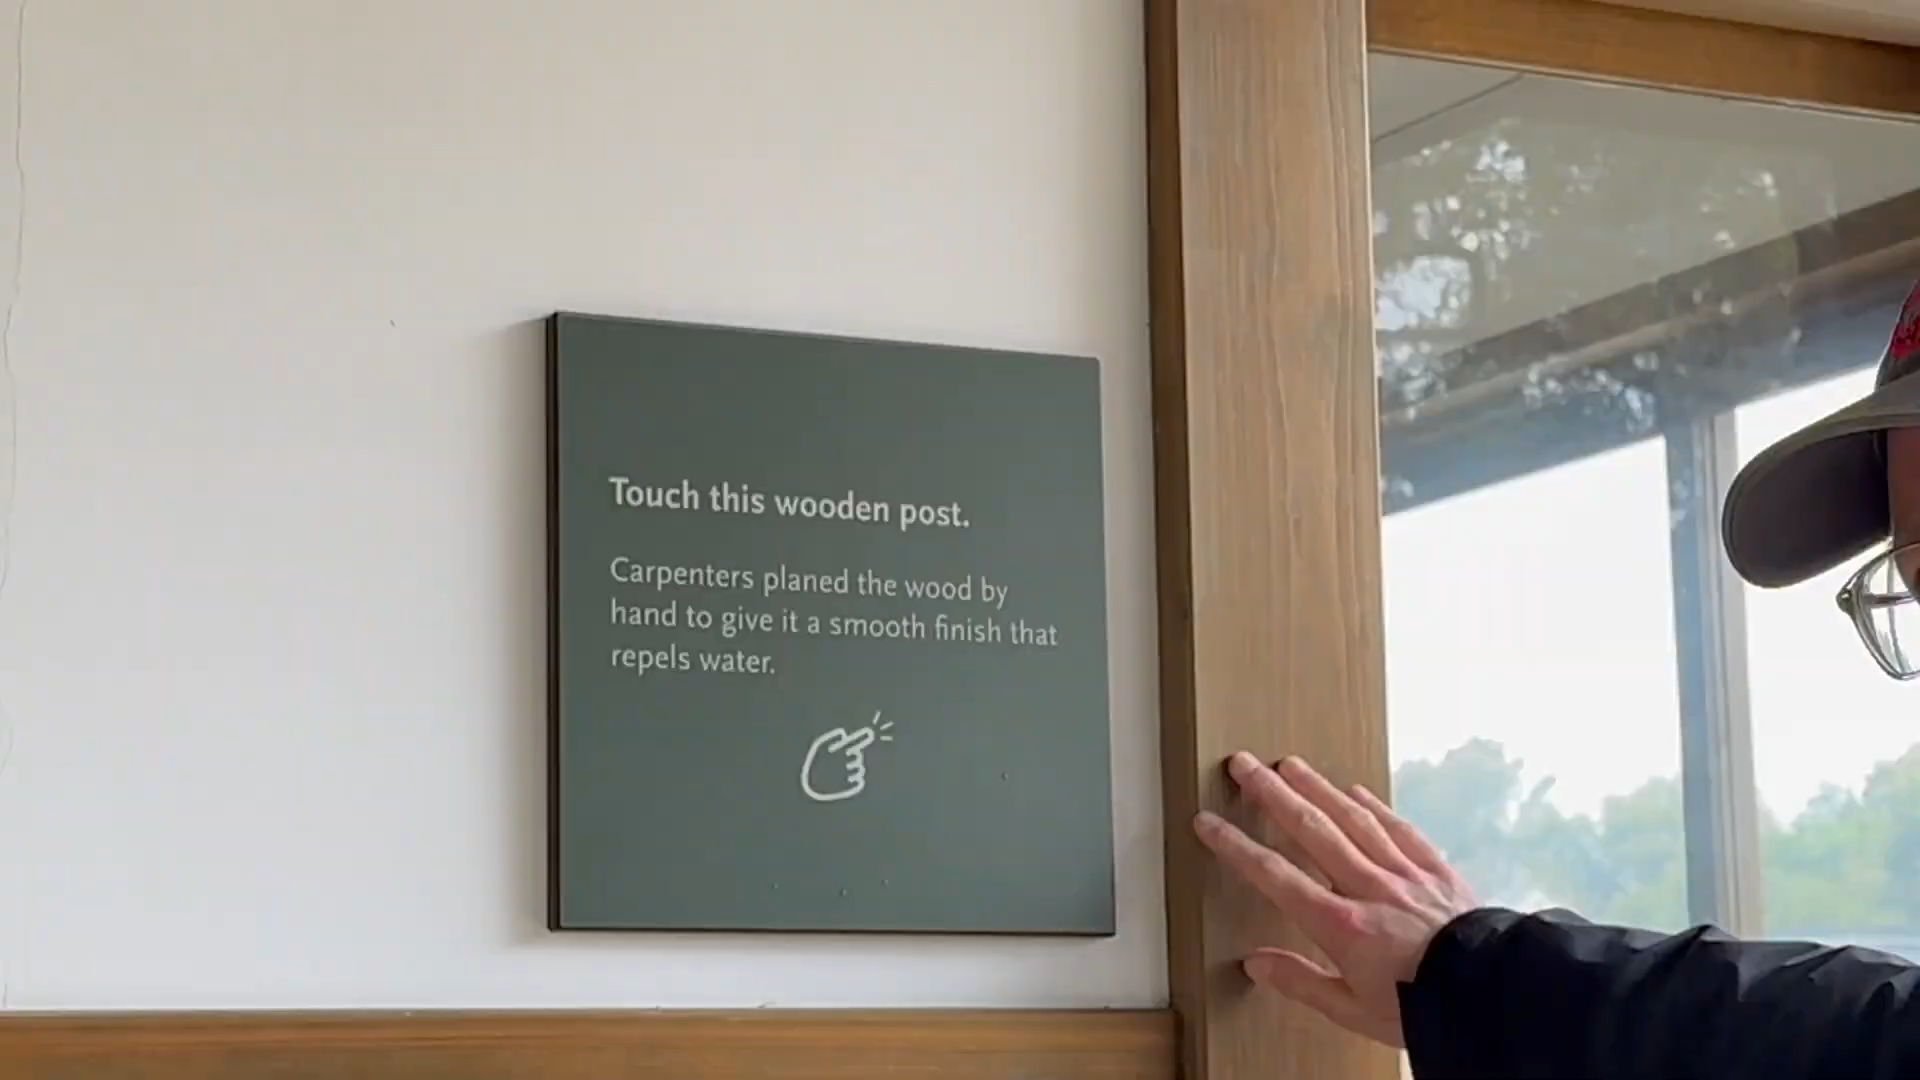 Touch this wooden post.
Carpenters planed the wood by
hand to give it a smooth finish that
repels water.